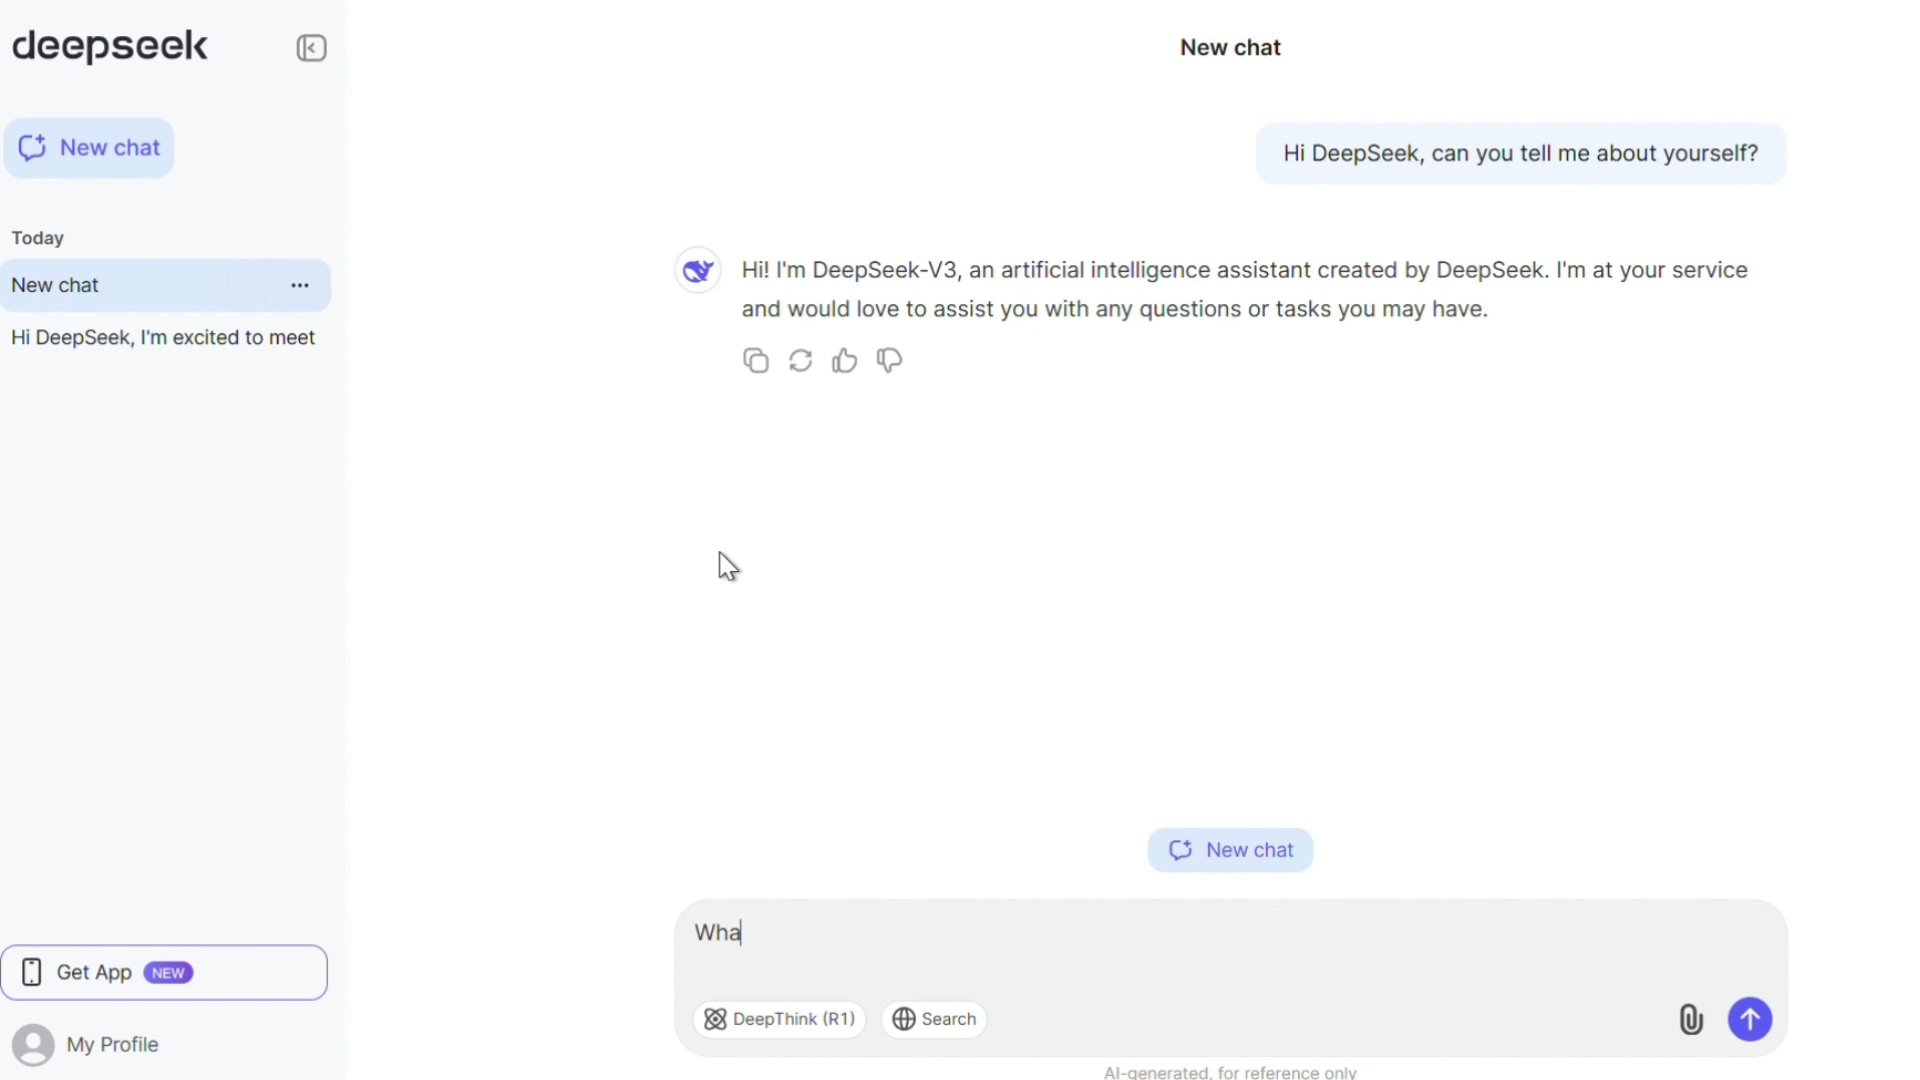 deepseek
New chat
Today
New chat
Hi DeepSeek, I'm excited to meet
Get App NEW
My Profile
New chat
Hi DeepSeek, can you tell me about yourself?
Hi! I'm DeepSeek-V3, an artificial intelligence assistant created by DeepSeek. I'm at your service
and would love to assist you with any questions or tasks you may have.
New chat
Wha
DeepThink (R1) Search
AI-generated, for reference only